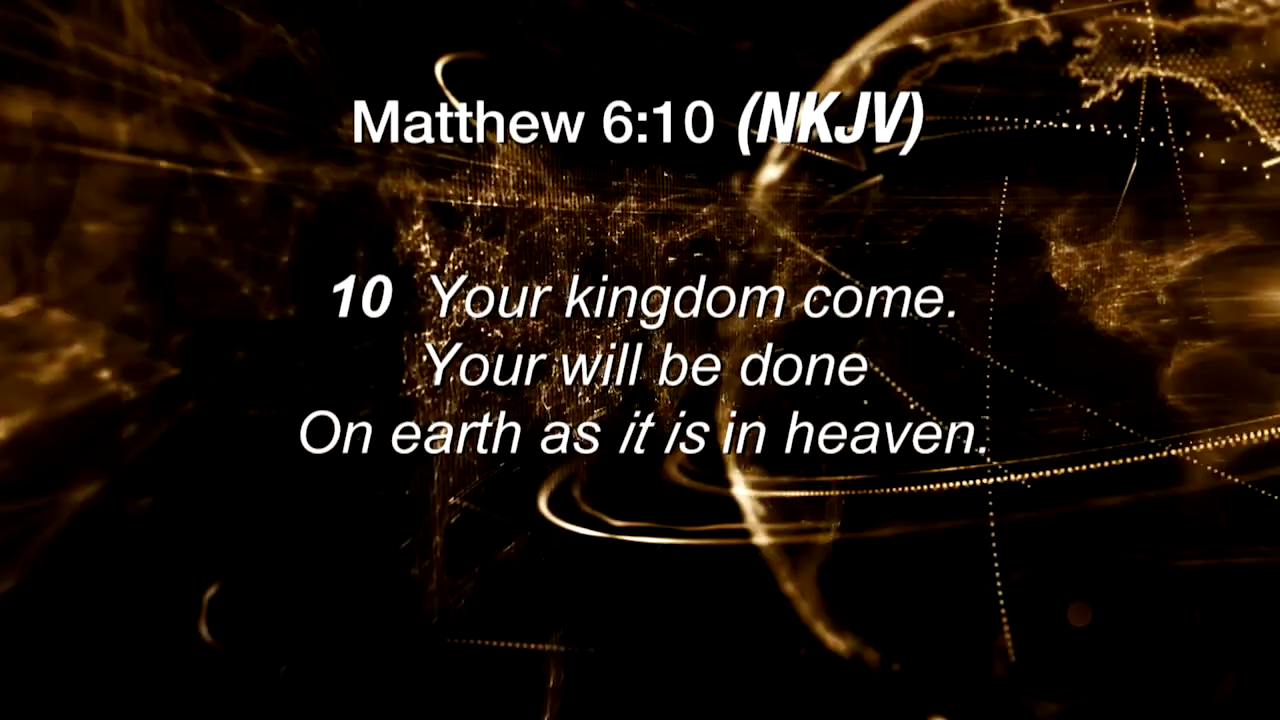 Matthew 6:10 (NKJV)
10 Your kingdom come.
Your will be done
On earth as it is in heaven.